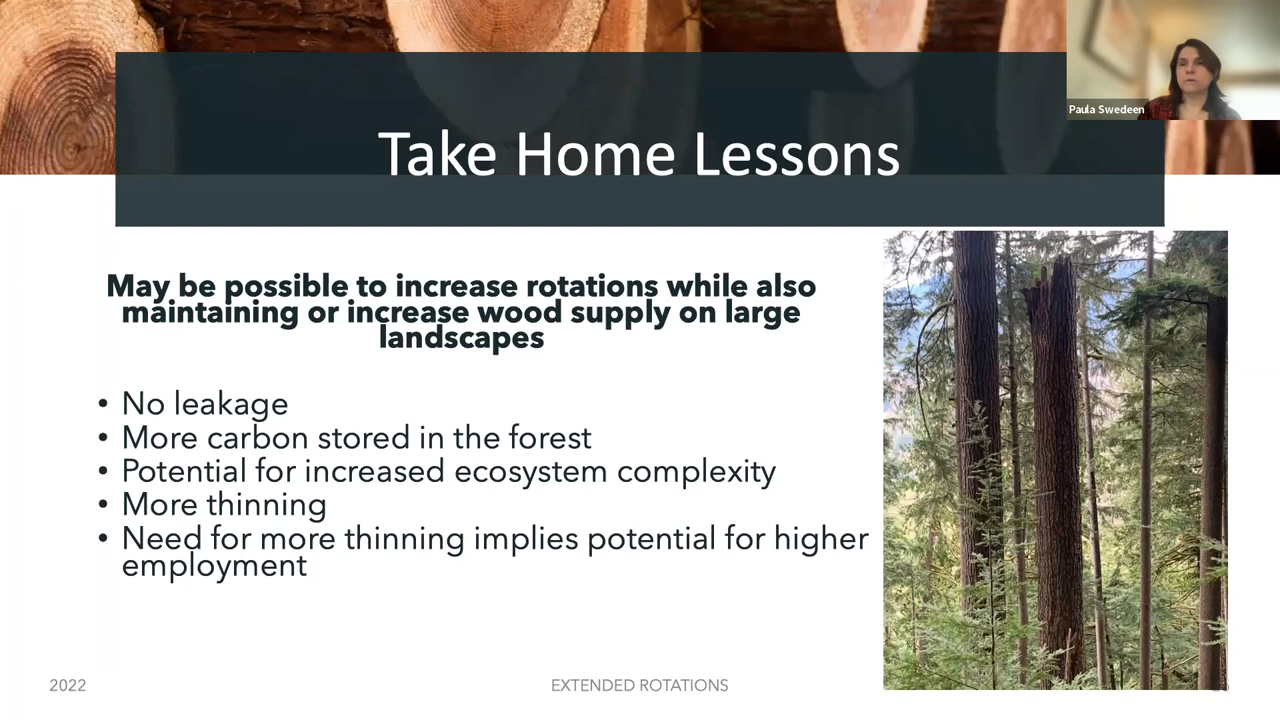 Paula Swedeen
Take Home Lessons
May be possible to increase rotations while also
maintaining or increase wood supply on large
landscapes
• No leakage
• More carbon stored in the forest
• Potential for increased ecosystem complexity
• More thinning
• Need for more thinning implies potential for higher
employment
2022
EXTENDED ROTATIONS